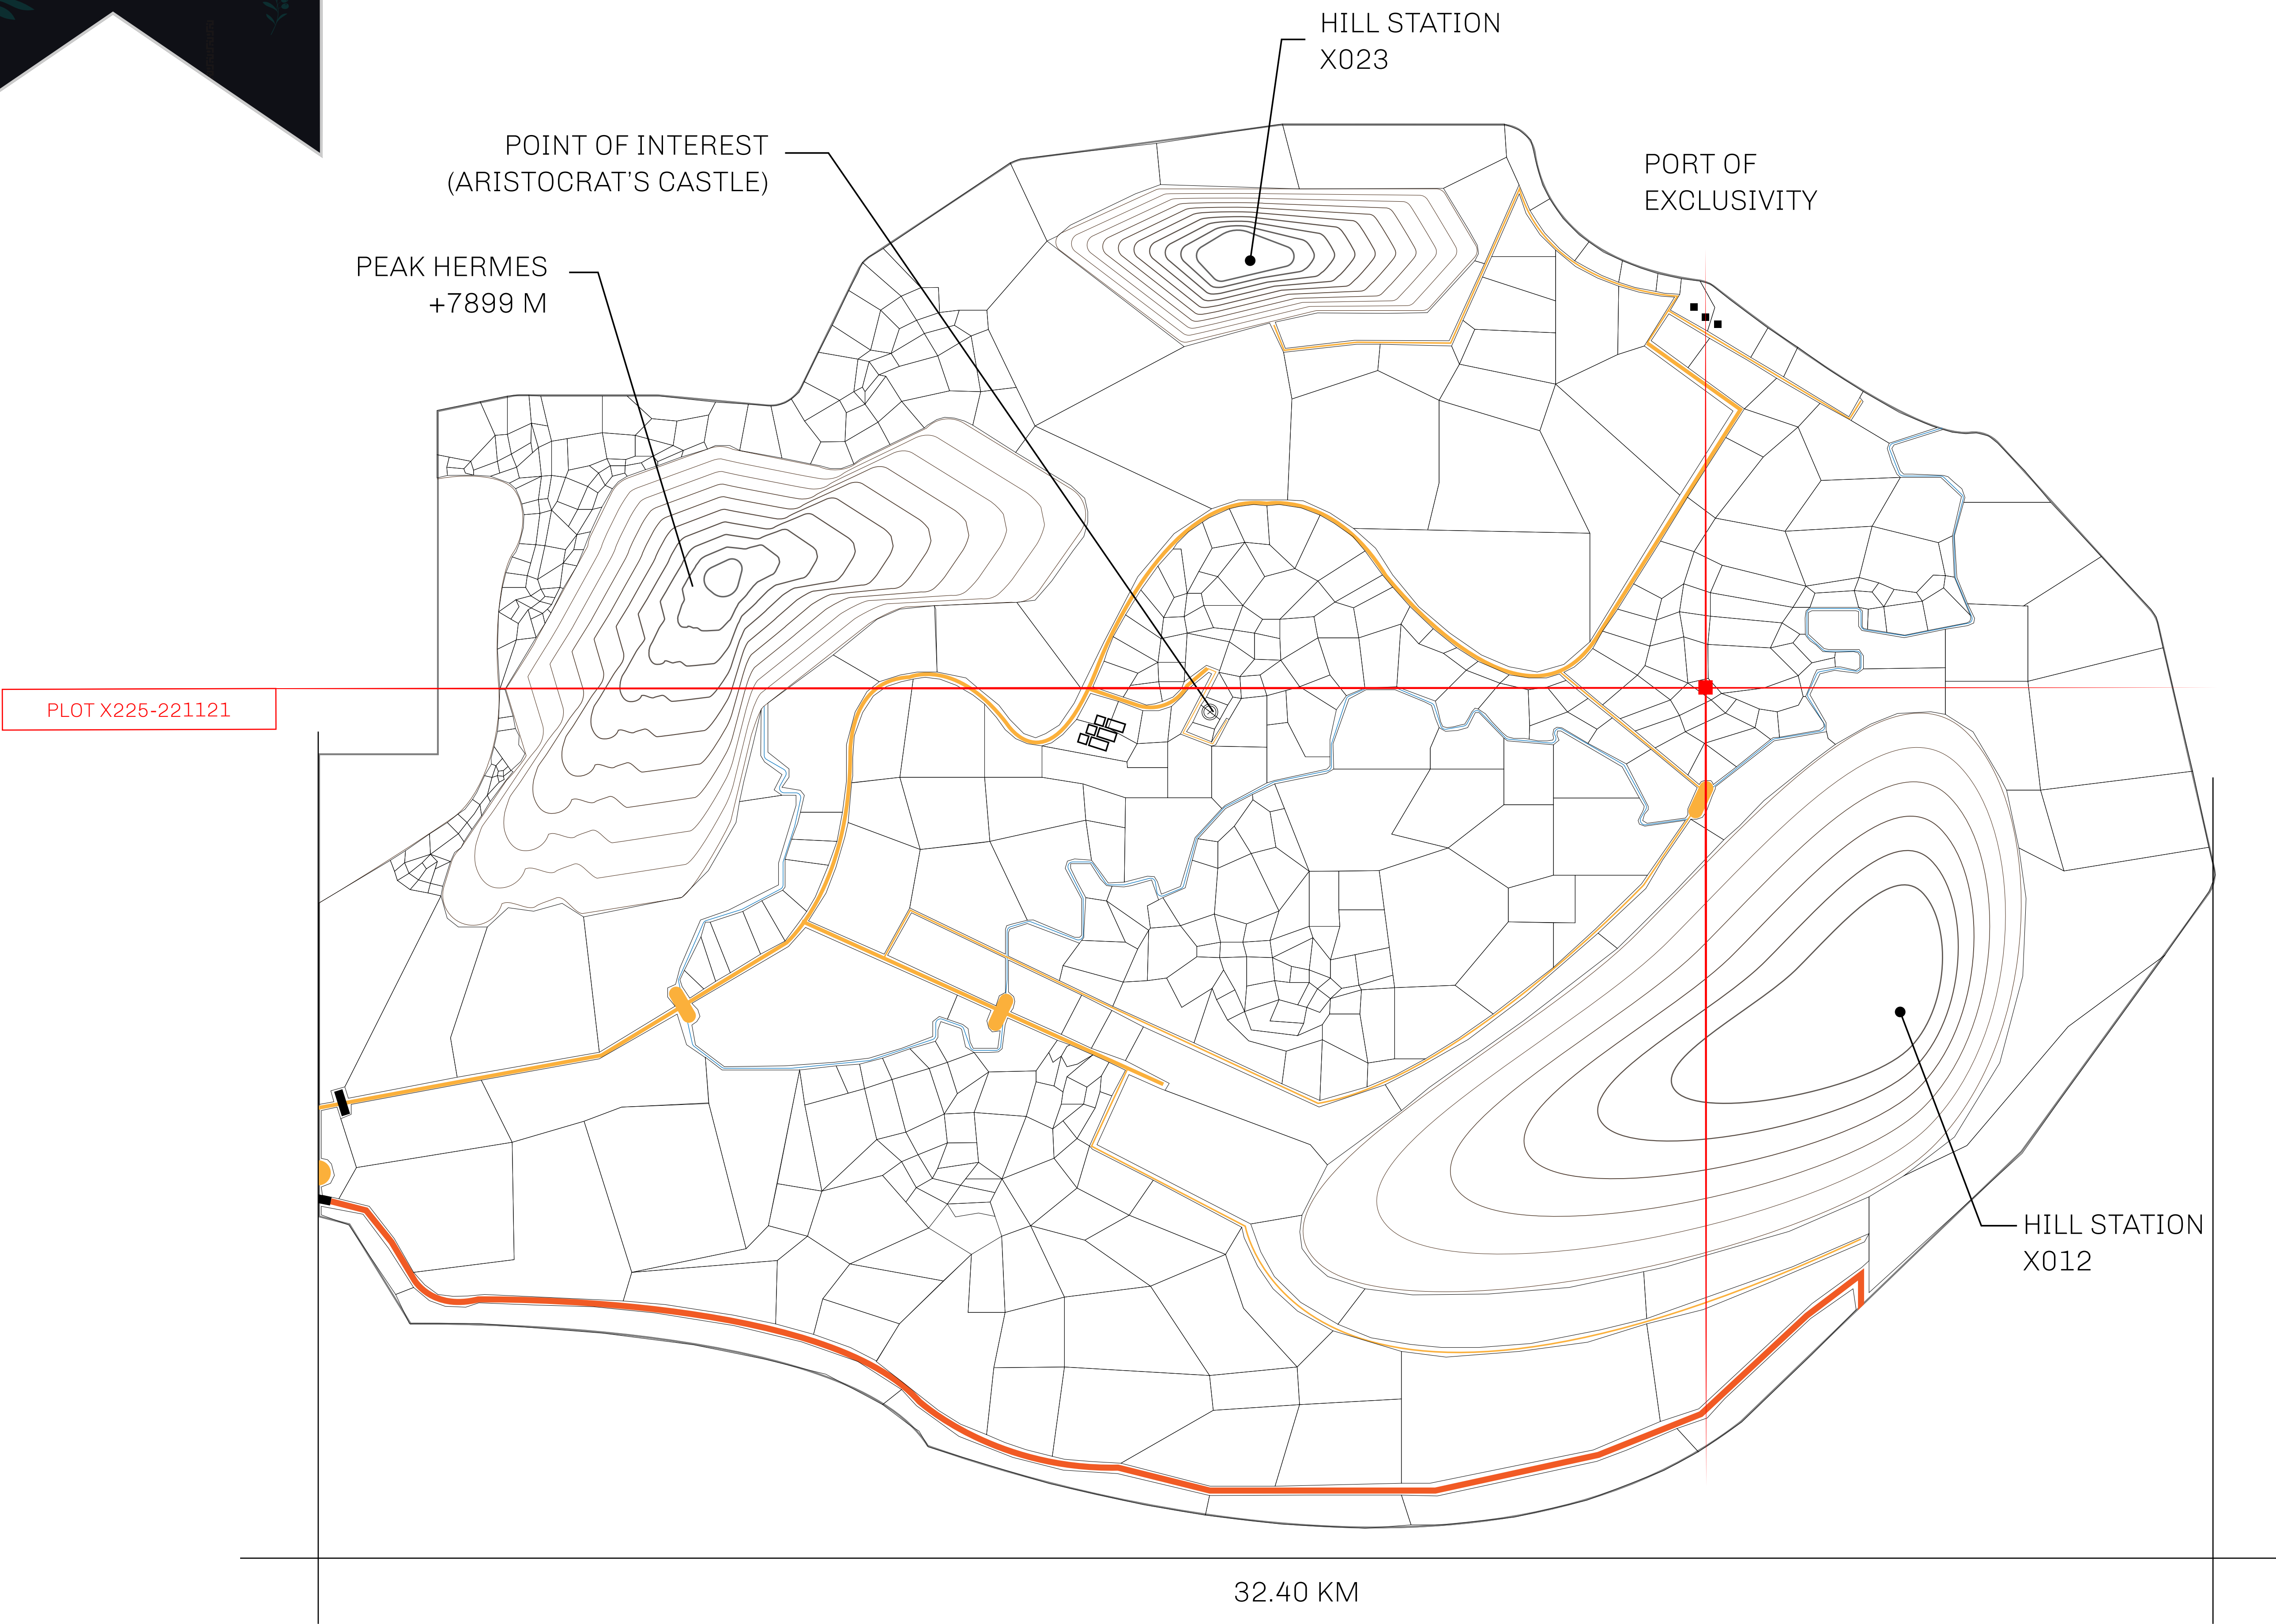 HILL STATION
X023
POINT OF INTEREST
(ARISTOCRAT'S CASTLE)
PORT OF
EXCLUSIVITY
PEAK HERMES
+7899 M
PLOT X225-221121
HILL STATION
X012
32.40 KM